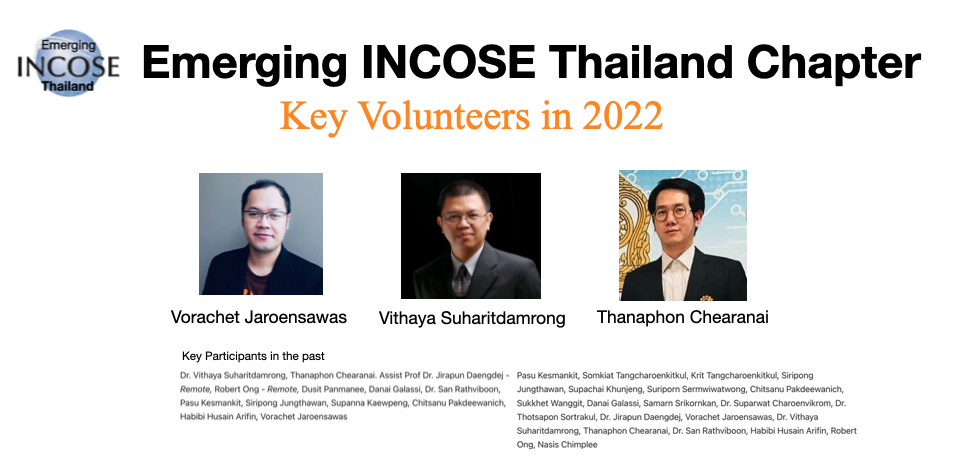 Emerging
INCOSE
Thailand
Emerging INCOSE Thailand Chapter
Key Volunteers in 2022
Vorachet Jaroensawas
Vithaya Suharitdamrong
Thanaphon Chearanai
Key Participants in the past
Dr. Vithaya Suharitdamrong, Thanaphon Chearanai. Assist Prof Dr. Jirapun Daengdej -
Remote, Robert Ong - Remote, Dusit Panmanee, Danai Galassi, Dr. San Rathviboon,
Pasu Kesmankit, Siripong Jungthawan, Supanna Kaewpeng, Chitsanu Pakdeewanich,
Habibi Husain Arifin, Vorachet Jaroensawas
Pasu Kesmankit, Somkiat Tangcharoenkitkul, Krit Tangcharoenkitkul, Siripong
Jungthawan, Supachai Khunjeng, Suriporn Sermwiwatwong, Chitsanu Pakdeewanich,
Sukkhet Wanggit, Danai Galassi, Samarn Srikornkan, Dr. Suparwat Charoenvikrom, Dr.
Thotsapon Sortrakul, Dr. Jirapun Daengdej, Vorachet Jaroensawas, Dr. Vithaya
Suharitdamrong, Thanaphon Chearanai, Dr. San Rathviboon, Habibi Husain Arifin, Robert
Ong, Nasis Chimplee